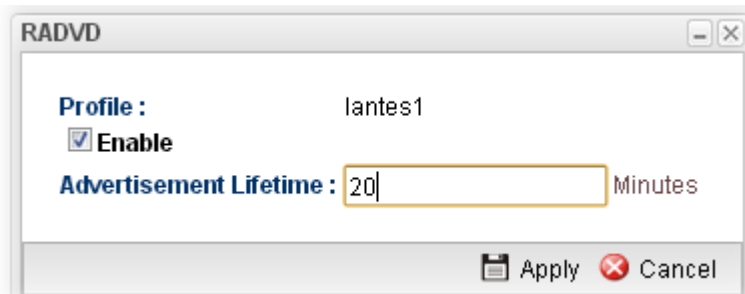 RADVD
Profile : lantes1
Enable
Advertisement Lifetime : 20 Minutes
Apply Cancel